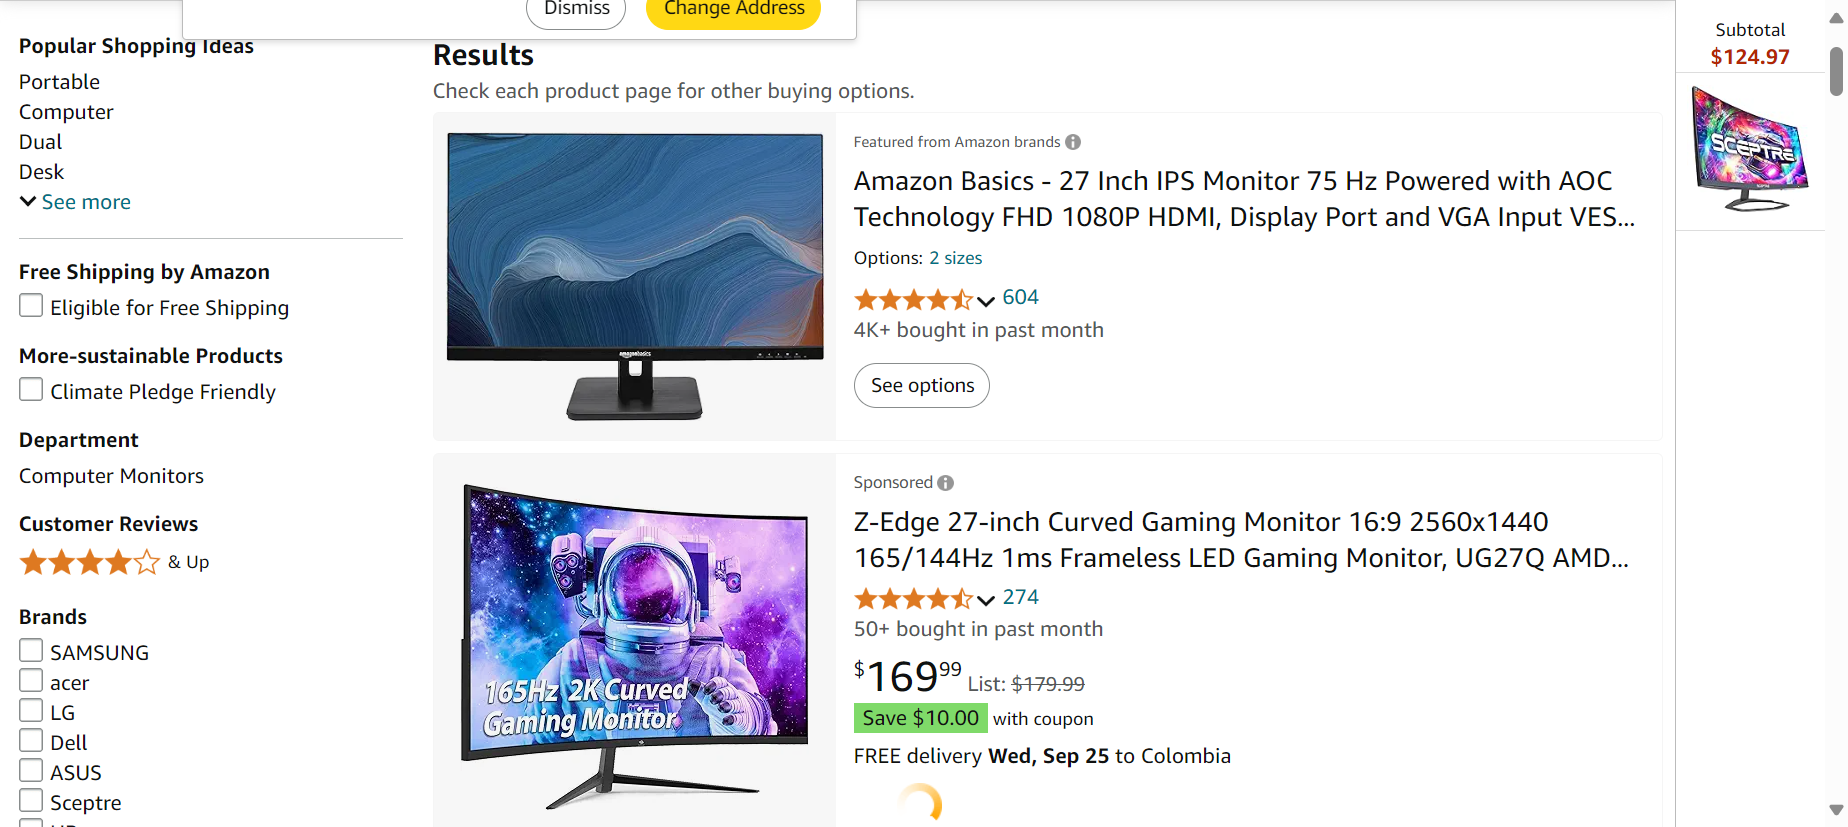 Dismiss
Change Address
Popular Shopping Ideas
Portable
Computer
Dual
Desk
See more
Free Shipping by Amazon
Eligible for Free Shipping
More-sustainable Products
Climate Pledge Friendly
Department
Computer Monitors
Customer Reviews
& Up
Brands
SAMSUNG
acer
LG
Dell
ASUS
Sceptre
Results
Check each product page for other buying options.
amazonbasics
Featured from Amazon brands
Amazon Basics - 27 Inch IPS Monitor 75 Hz Powered with AOC
Technology FHD 1080P HDMI, Display Port and VGA Input VES...
Options: 2 sizes
604
4K+ bought in past month
See options
165Hz 2K Curved
Gaming Monitor
Sponsored
Z-Edge 27-inch Curved Gaming Monitor 16:9 2560x1440
165/144Hz 1ms Frameless LED Gaming Monitor, UG27Q AMD...
274
50+ bought in past month
$169.99 List: $179.99
Save $10.00 with coupon
FREE delivery Wed, Sep 25 to Colombia
Subtotal
$124.97
SCEPTRE